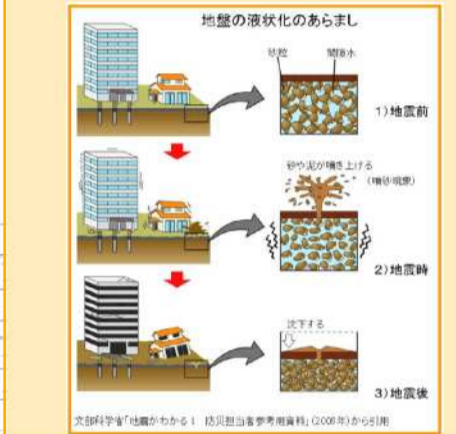 地盤の液状化のあらまし
砂粒
間隙水
1)地震前
砂や泥が噴き上げる
(噴砂現象)
2)地震時
沈下する
3)地震後
文部科学省「地震がわかる！ 防災担当者参考用資料」(2008年)から引用